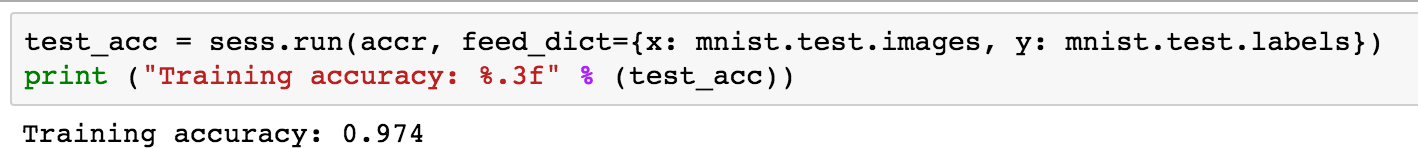 test_acc = sess.run(accr, feed_dict={x: mnist.test.images, y: mnist.test.labels})
print ("Training accuracy: %.3f" % (test_acc))
Training accuracy: 0.974